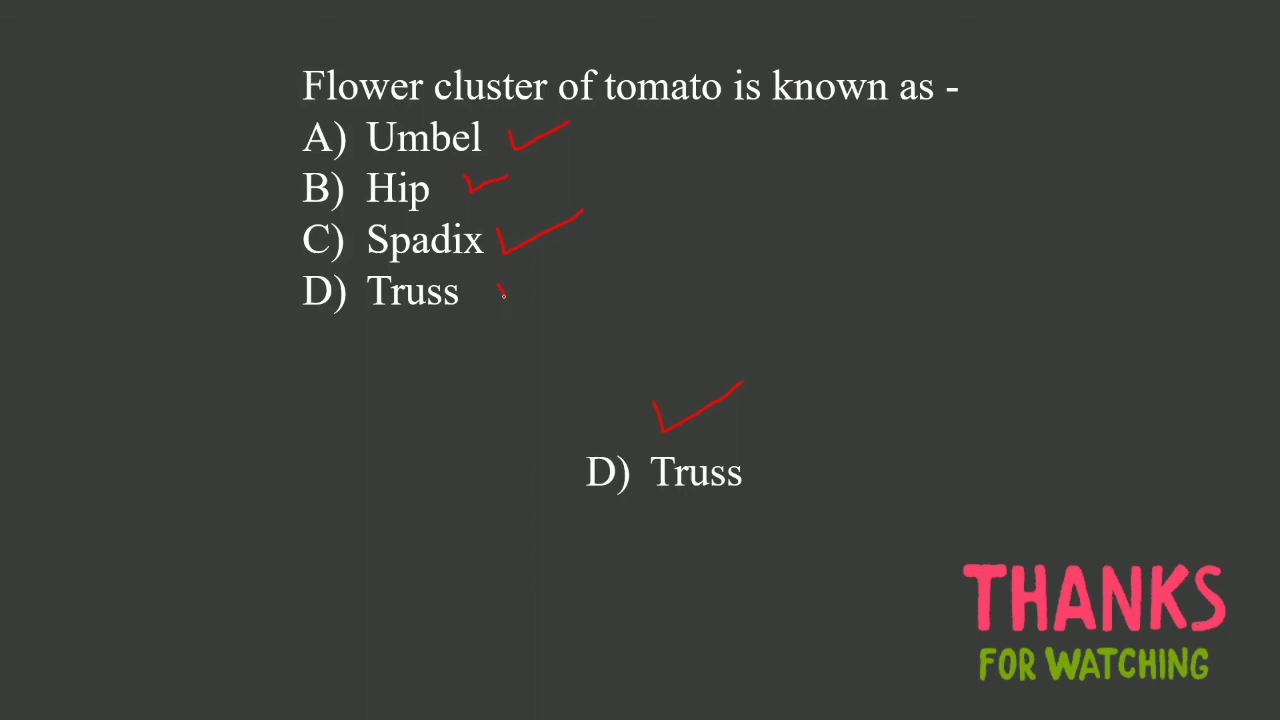 Flower cluster of tomato is known as -
A) Umbel
B) Hip
C) Spadix
D) Truss
D) Truss
THANKS
FOR WATCHING